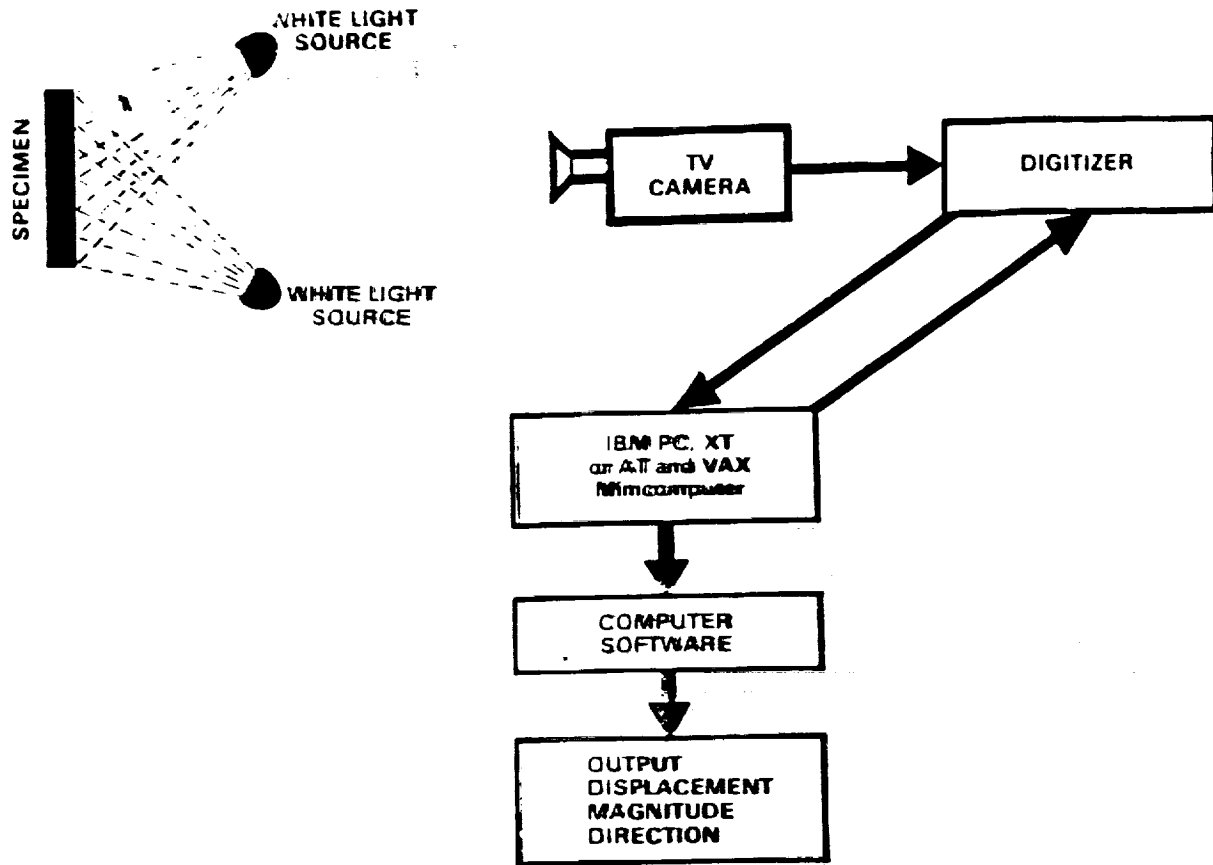 WHITE LIGHT
SOURCE
SPECIMEN
WHITE LIGHT
SOURCE
TV
CAMERA
DIGITIZER
IBM PC, XT
or AT and VAX
Minicomputer
COMPUTER
SOFTWARE
OUTPUT
DISPLACEMENT
MAGNITUDE
DIRECTION